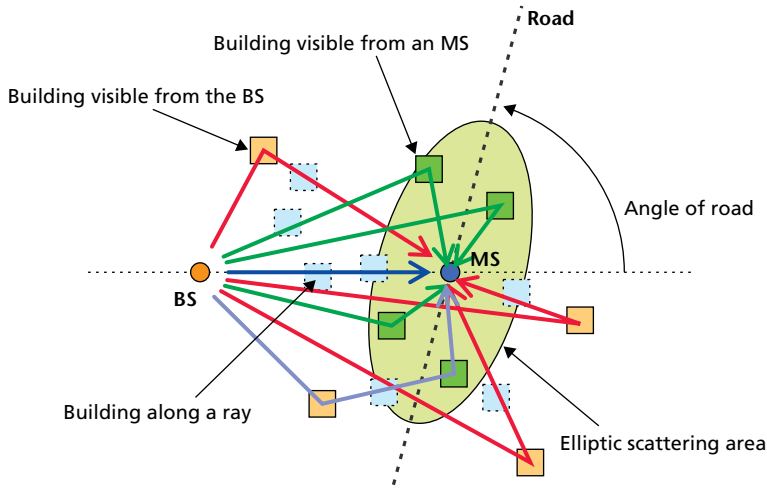 Road
Building visible from an MS
Building visible from the BS
Angle of road
MS
BS
Building along a ray
Elliptic scattering area